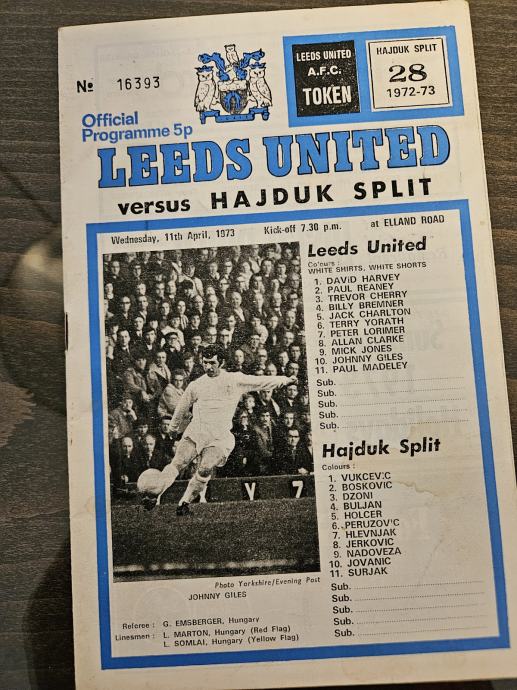 No 16393
LEEDS UNITED
A.F.C.
TOKEN
HAJDUK SPLIT
28
1972-73
Official
Programme 5p
LEEDS UNITED
versus HAJDUK SPLIT
Wednesday, 11th April, 1973 Kick-off 7.30 p.m. at ELLAND ROAD
Leeds United
Colours :
WHITE SHIRTS, WHITE SHORTS
1. DAVID HARVEY
2. PAUL REANEY
3. TREVOR CHERRY
4. BILLY BREMNER
5. JACK CHARLTON
6. TERRY YORATH
7. PETER LORIMER
8. ALLAN CLARKE
9. MICK JONES
10. JOHNNY GILES
11. PAUL MADELEY
Sub.
Sub.
Sub.
Sub.
Sub.
Hajduk Split
Colours :
1. VUKCEVIC
2. BOSKOVIC
3. DZONI
4. BULJAN
5. HOLCER
6. PERUZOVIC
7. HLEVNJAK
8. JERKOVIC
9. NADOVEZA
10. JOVANIC
11. SURJAK
Sub.
Sub.
Sub.
Sub.
Sub.
V 7
Photo Yorkshire/Evening Post
JOHNNY GILES
Referee : G. EMSBERGER, Hungary
Linesmen : L. MARTON, Hungary (Red Flag)
L. SOMLAI, Hungary (Yellow Flag)